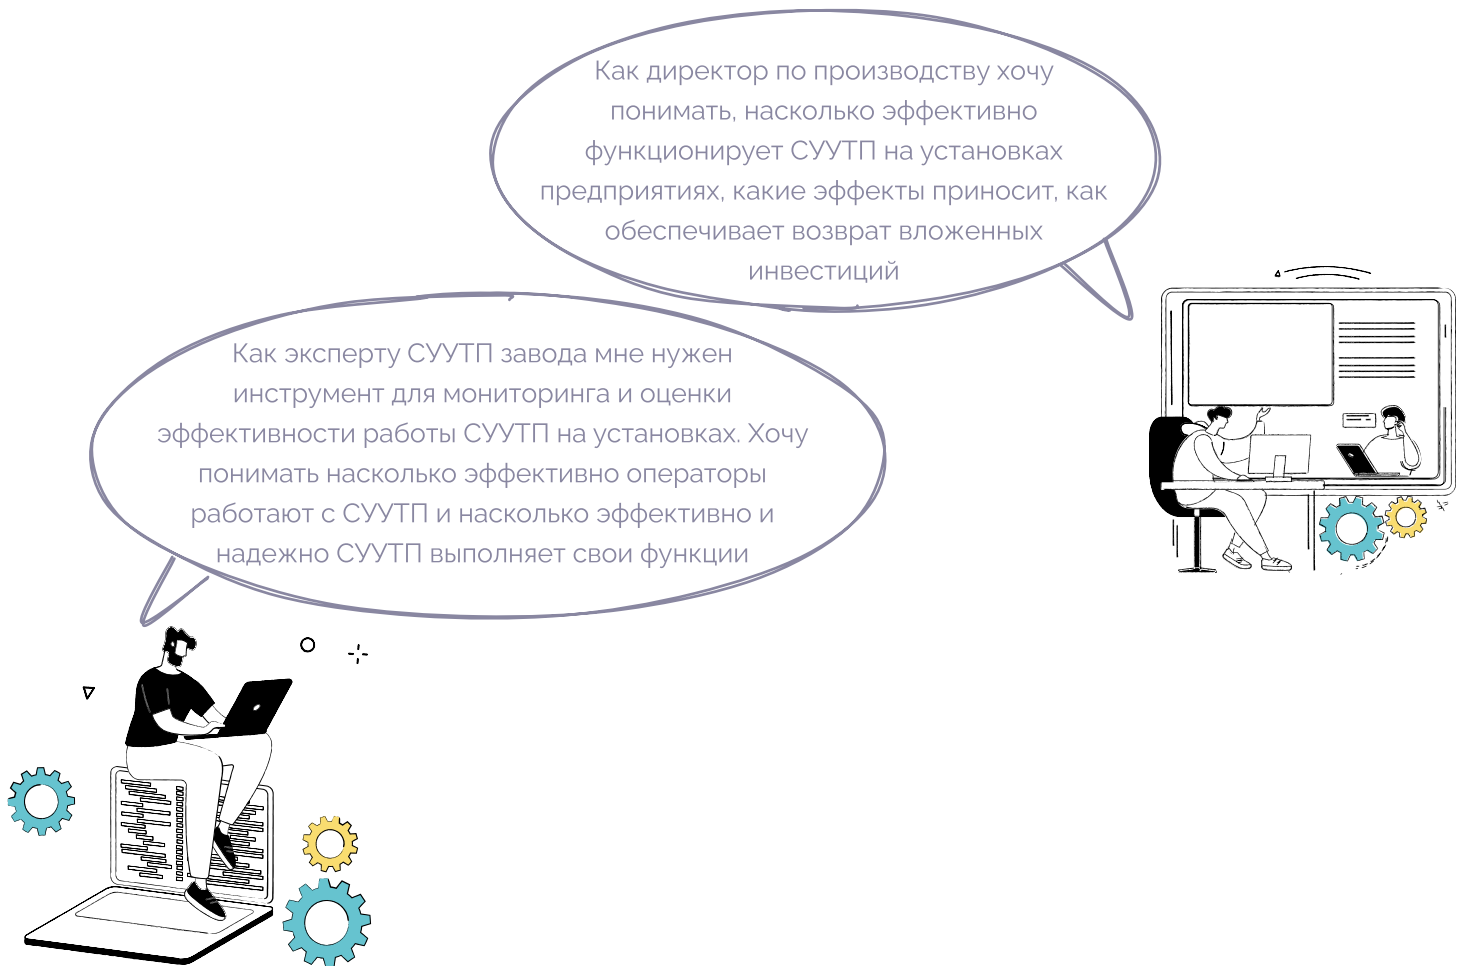 Как директор по производству хочу
понимать, насколько эффективно
функционирует СУУТП на установках
предприятиях, какие эффекты приносит, как
обеспечивает возврат вложенных
инвестиций
Как эксперту СУУТП завода мне нужен
инструмент для мониторинга и оценки
эффективности работы СУУТП на установках. Хочу
понимать насколько эффективно операторы
работают с СУУТП и насколько эффективно и
надежно СУУТП выполняет свои функции